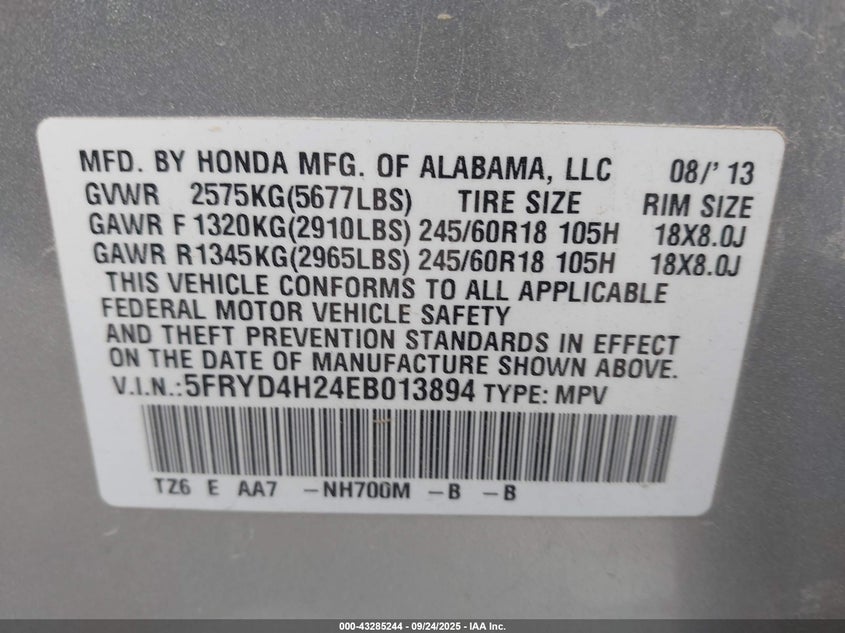 MFD. BY HONDA MFG. OF ALABAMA, LLC 08/' 13
GVWR 2575KG(5677LBS) TIRE SIZE RIM SIZE
GAWR F 1320KG(2910LBS) 245/60R18 105H 18X8.0J
GAWR R1345KG(2965LBS) 245/60R18 105H 18X8.0J
THIS VEHICLE CONFORMS TO ALL APPLICABLE
FEDERAL MOTOR VEHICLE SAFETY
AND THEFT PREVENTION STANDARDS IN EFFECT
ON THE DATE OF MANUFACTURE SHOWN ABOVE.
V.I.N.:5FRYD4H24EB013894 TYPE: MPV
TZ6 E AA7 -NH700M -B -B
000-43285244 - 09/24/2025 - IAA Inc.